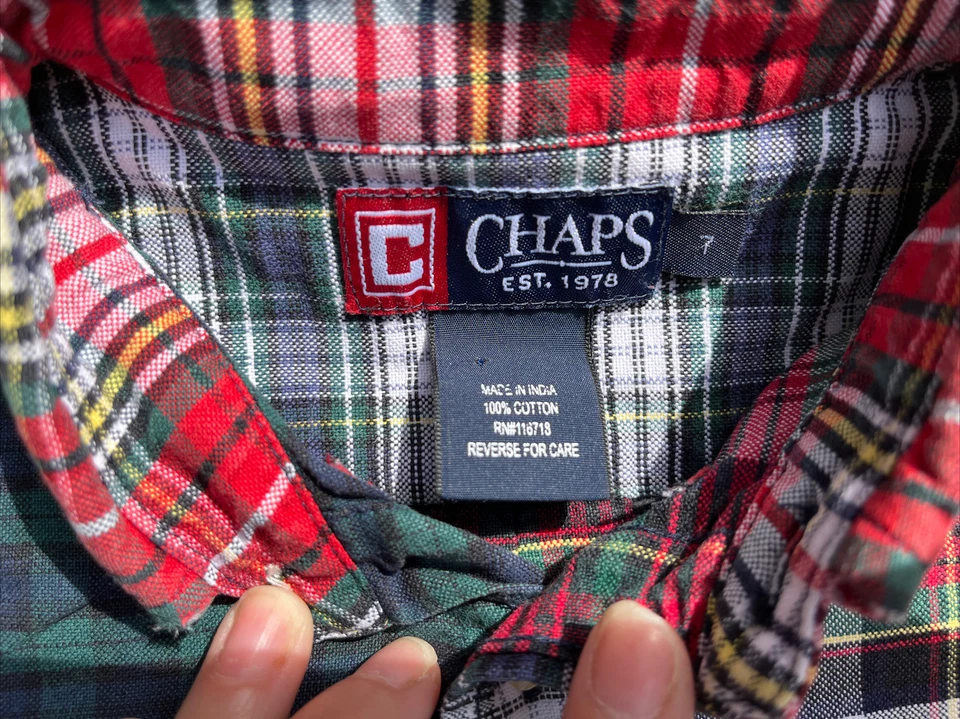 C CHAPS
EST. 1978
7
MADE IN INDIA
100% COTTON
RN#116718
REVERSE FOR CARE